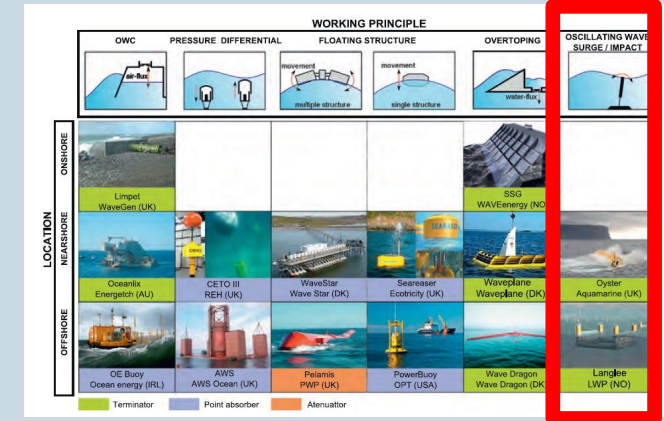 WORKING PRINCIPLE
OWC
PRESSURE DIFFERENTIAL
FLOATING STRUCTURE
OVERTOPING
OSCILLATING WAVE
SURGE / IMPACT
air-flux
movement
multiple structure
movement
single structure
water-flux
LOCATION
ONSHORE
Limpet
WaveGen (UK)
SSG
WAVEenergy (NO
NEARSHORE
Oceanlix
Energetch (AU)
CETO III
REH (UK)
WaveStar
Wave Star (DK)
SEARASER
Seareaser
Ecotricity (UK)
Waveplane
Waveplane (DK)
Oyster
Aquamarine (UK)
OFFSHORE
OE Buoy
Ocean energy (IRL)
AWS
AWS Ocean (UK)
Pelamis
PWP (UK)
PowerBuoy
OPT (USA)
Wave Dragon
Wave Dragon (DK
Langlee
LWP (NO)
Terminator
Point absorber
Atenuattor